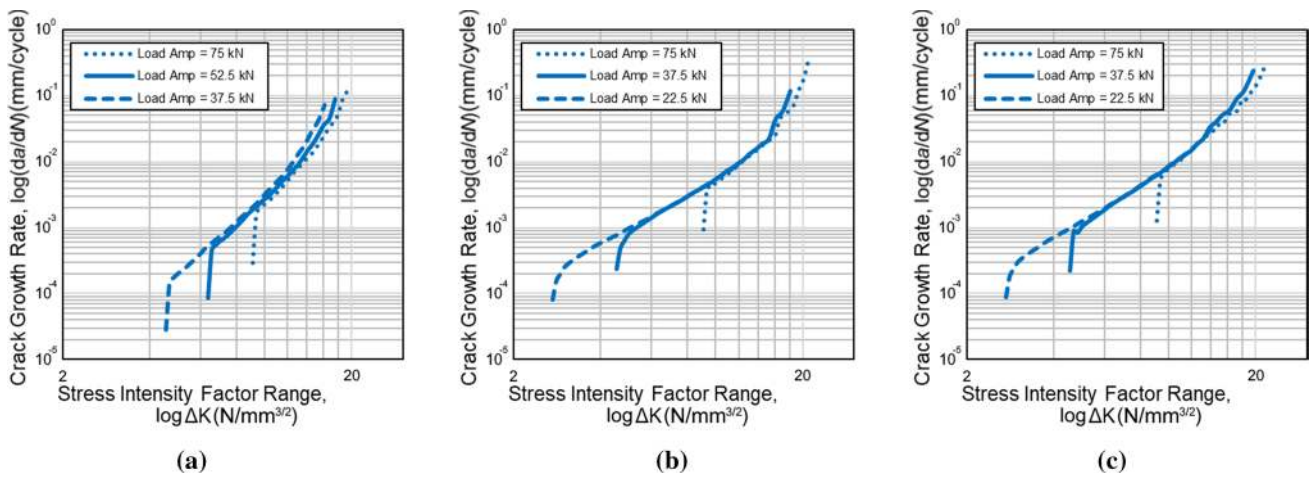 Crack Growth Rate, log(da/dN)(mm/cycle)
10⁰
10⁻¹
10⁻²
10⁻³
10⁻⁴
10⁻⁵
Load Amp = 75 kN
Load Amp = 52.5 kN
Load Amp = 37.5 kN
2
20
Stress Intensity Factor Range,
log ΔK(N/mm³/²)
(a)
Crack Growth Rate, log(da/dN)(mm/cycle)
10⁰
10⁻¹
10⁻²
10⁻³
10⁻⁴
10⁻⁵
Load Amp = 75 kN
Load Amp = 37.5 kN
Load Amp = 22.5 kN
2
20
Stress Intensity Factor Range,
log ΔK(N/mm³/²)
(b)
Crack Growth Rate, log(da/dN)(mm/cycle)
10⁰
10⁻¹
10⁻²
10⁻³
10⁻⁴
10⁻⁵
Load Amp = 75 kN
Load Amp = 37.5 kN
Load Amp = 22.5 kN
2
20
Stress Intensity Factor Range,
log ΔK(N/mm³/²)
(c)